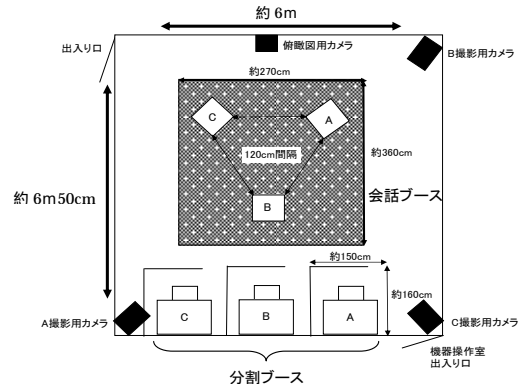 約 6m
出入り口
俯瞰図用カメラ
B撮影用カメラ
約270cm
C
A
120cm間隔
約360cm
約 6m50cm
B
会話ブース
約150cm
約160cm
A撮影用カメラ
C
B
A
C撮影用カメラ
機器操作室
出入り口
分割ブース